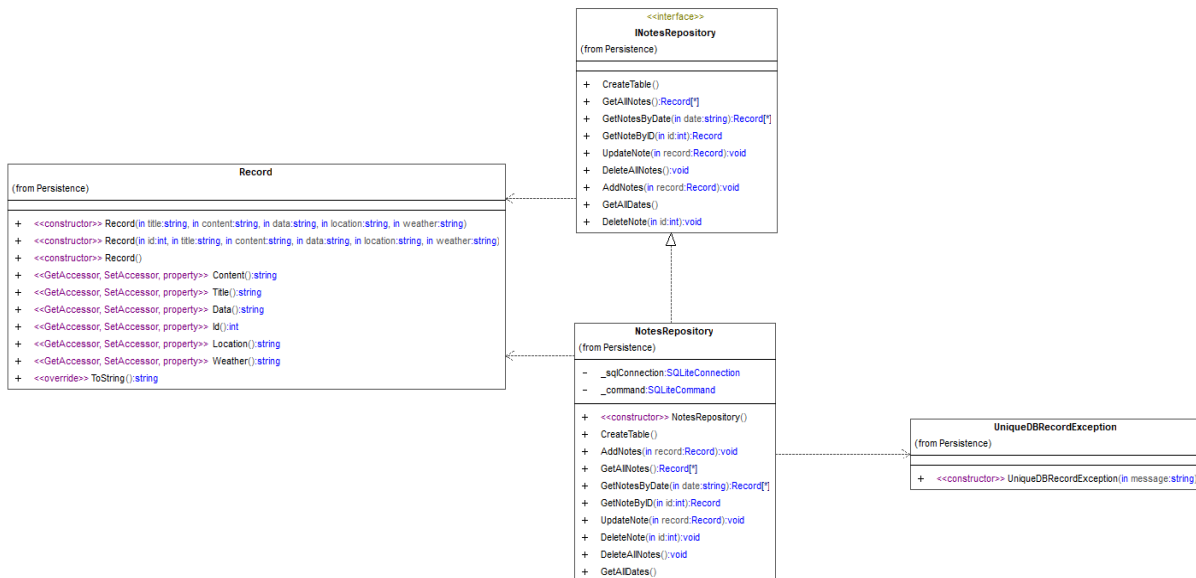 <<interface>>
INotesRepository
(from Persistence)
+ CreateTable()
+ GetAllNotes():Record[*]
+ GetNotesByDate(in date:string):Record[*]
+ GetNoteByID(in id:int):Record
+ UpdateNote(in record:Record):void
+ DeleteAllNotes():void
+ AddNotes(in record:Record):void
+ GetAllDates()
+ DeleteNote(in id:int):void
Record
(from Persistence)
+ <<constructor>> Record(in title:string, in content:string, in data:string, in location:string, in weather:string)
+ <<constructor>> Record(in id:int, in title:string, in content:string, in data:string, in location:string, in weather:string)
+ <<constructor>> Record()
+ <<GetAccessor, SetAccessor, property>> Content():string
+ <<GetAccessor, SetAccessor, property>> Title():string
+ <<GetAccessor, SetAccessor, property>> Data():string
+ <<GetAccessor, SetAccessor, property>> Id():int
+ <<GetAccessor, SetAccessor, property>> Location():string
+ <<GetAccessor, SetAccessor, property>> Weather():string
+ <<override>> ToString():string
NotesRepository
(from Persistence)
- _sqlConnection:SQLiteConnection
- _command:SQLiteCommand
+ <<constructor>> NotesRepository()
+ CreateTable()
+ AddNotes(in record:Record):void
+ GetAllNotes():Record[*]
+ GetNotesByDate(in date:string):Record[*]
+ GetNoteByID(in id:int):Record
+ UpdateNote(in record:Record):void
+ DeleteNote(in id:int):void
+ DeleteAllNotes():void
+ GetAllDates()
UniqueDBRecordException
(from Persistence)
+ <<constructor>> UniqueDBRecordException(in message:string)